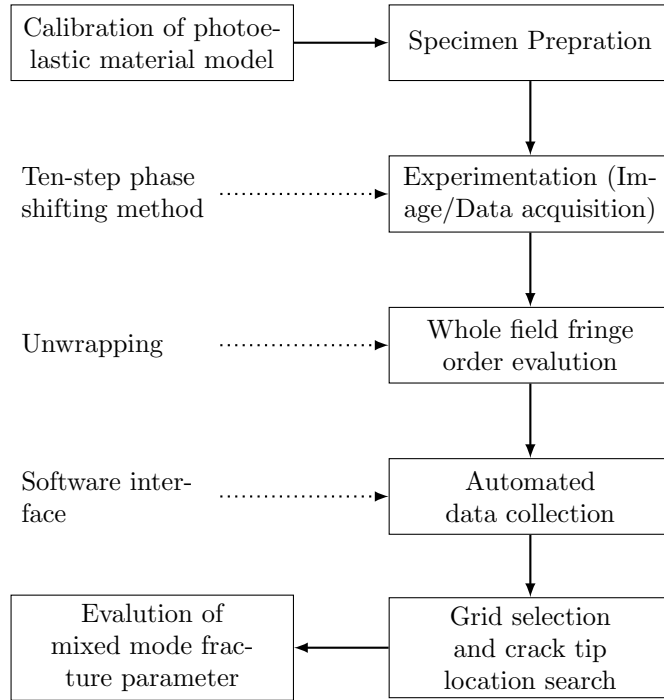 Calibration of photoe-
lastic material model
Specimen Prepration
Ten-step phase
shifting method
Experimentation (Im-
age/Data acquisition)
Unwrapping
Whole field fringe
order evalution
Software inter-
face
Automated
data collection
Evalution of
mixed mode frac-
ture parameter
Grid selection
and crack tip
location search